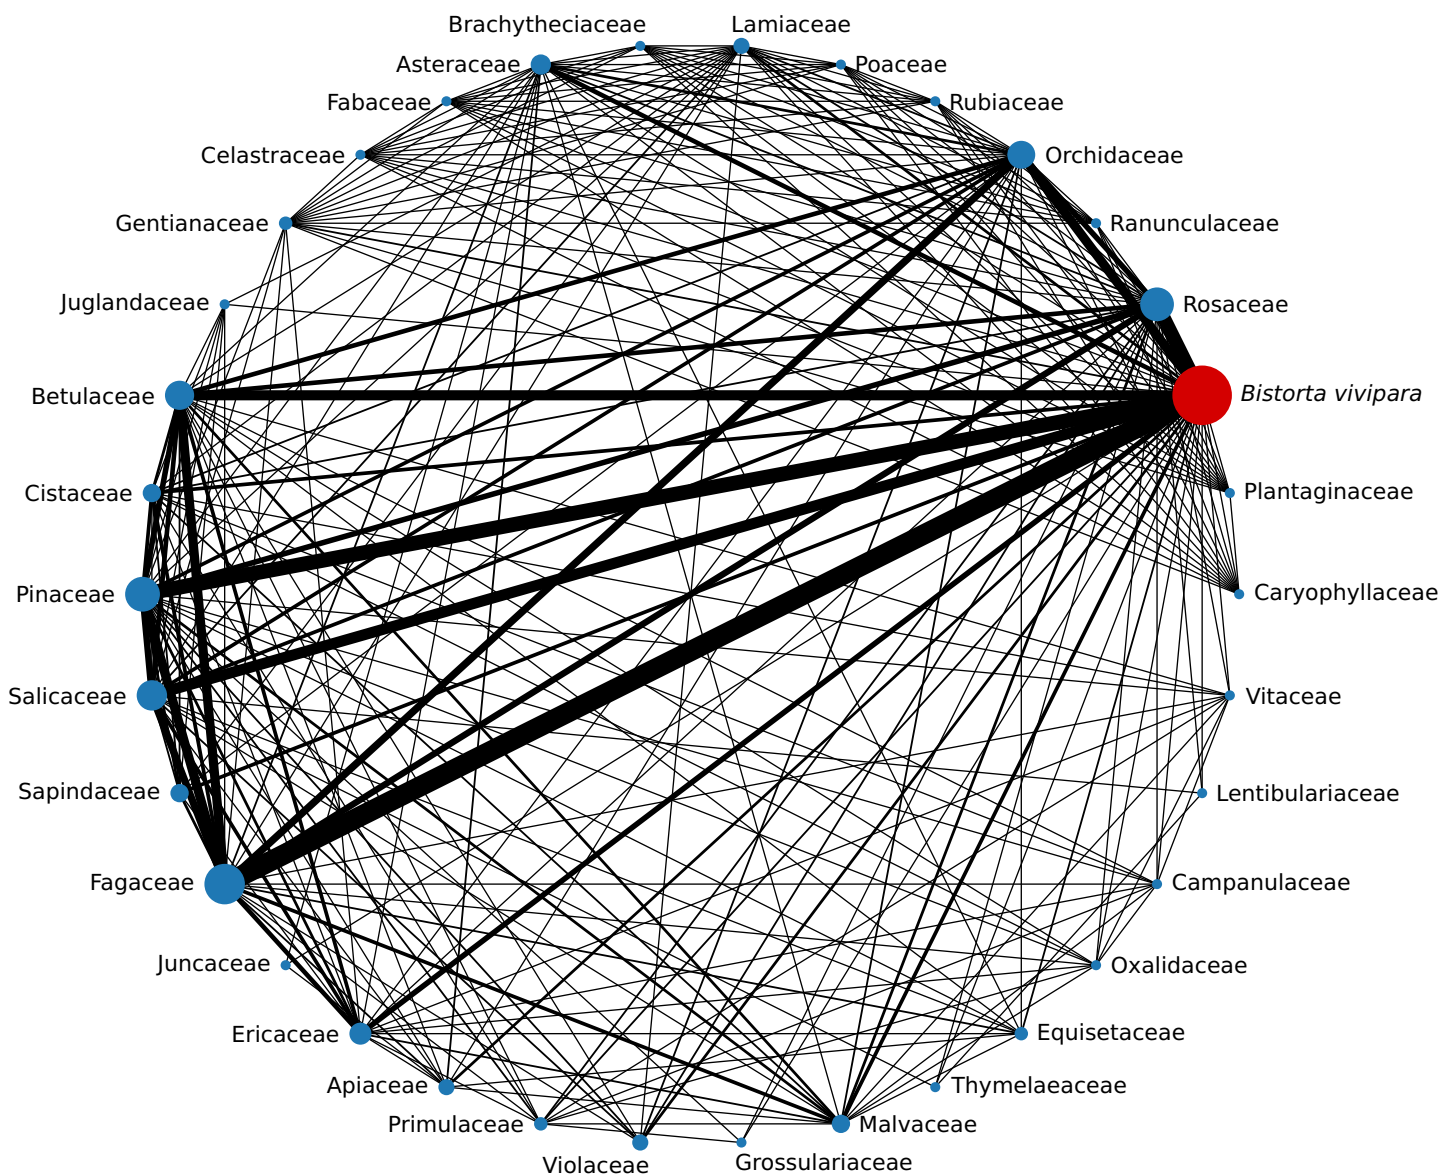 Brachytheciaceae
Lamiaceae
Asteraceae
Poaceae
Fabaceae
Rubiaceae
Celastraceae
Orchidaceae
Gentianaceae
Ranunculaceae
Juglandaceae
Rosaceae
Betulaceae
Bistorta vivipara
Cistaceae
Plantaginaceae
Pinaceae
Caryophyllaceae
Salicaceae
Vitaceae
Sapindaceae
Lentibulariaceae
Fagaceae
Campanulaceae
Juncaceae
Oxalidaceae
Ericaceae
Equisetaceae
Apiaceae
Thymelaeaceae
Primulaceae
Malvaceae
Violaceae
Grossulariaceae